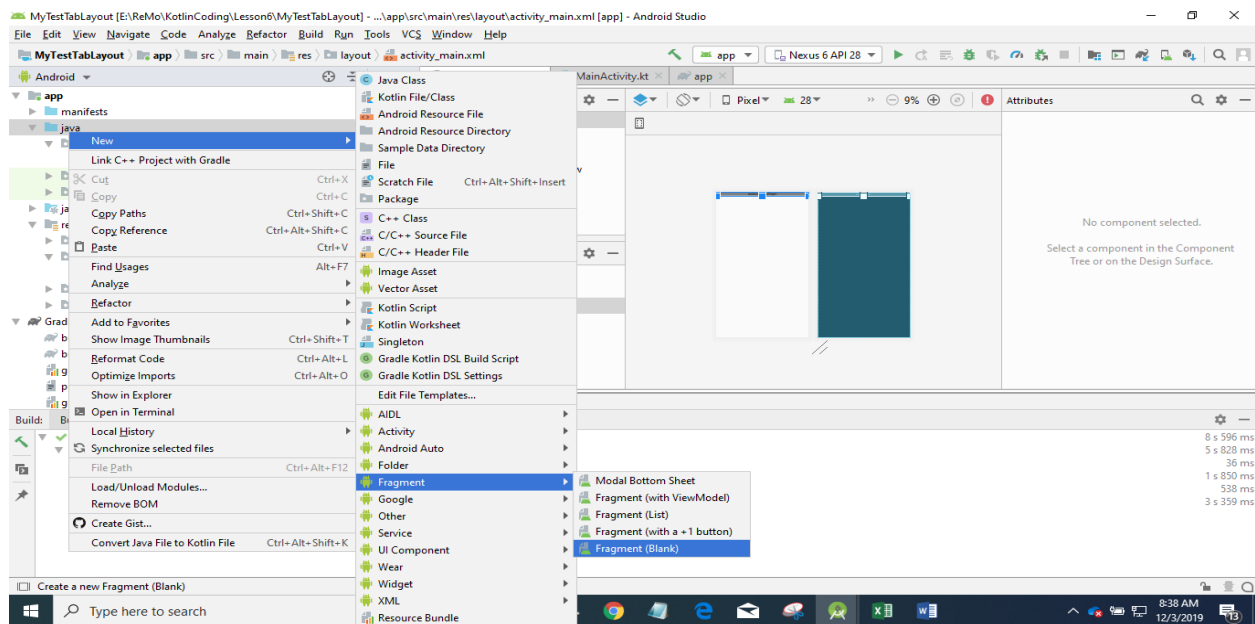 MyTestTabLayout [E:\ReMo\KotlinCoding\Lesson6\MyTestTabLayout] - ...\app\src\main\res\layout\activity_main.xml [app] - Android Studio
File Edit View Navigate Code Analyze Refactor Build Run Tools VCS Window Help
MyTestTabLayout app src main res layout activity_main.xml
app Nexus 6 API 28
Android
MainActivity.kt app
app
manifests
java
Grad
Build:
New
Link C++ Project with Gradle
Cut Ctrl+X
Copy Ctrl+C
Copy Paths Ctrl+Shift+C
Copy Reference Ctrl+Alt+Shift+C
Paste Ctrl+V
Find Usages Alt+F7
Analyze
Refactor
Add to Favorites
Show Image Thumbnails Ctrl+Shift+T
Reformat Code Ctrl+Alt+L
Optimize Imports Ctrl+Alt+O
Show in Explorer
Open in Terminal
Local History
Synchronize selected files
File Path Ctrl+Alt+F12
Load/Unload Modules...
Remove BOM
Create Gist...
Convert Java File to Kotlin File Ctrl+Alt+Shift+K
Java Class
Kotlin File/Class
Android Resource File
Android Resource Directory
Sample Data Directory
File
Scratch File Ctrl+Alt+Shift+Insert
Package
C++ Class
C/C++ Source File
C/C++ Header File
Image Asset
Vector Asset
Kotlin Script
Kotlin Worksheet
Singleton
Gradle Kotlin DSL Build Script
Gradle Kotlin DSL Settings
Edit File Templates...
AIDL
Activity
Android Auto
Folder
Fragment
Google
Other
Service
UI Component
Wear
Widget
XML
Resource Bundle
Modal Bottom Sheet
Fragment (with ViewModel)
Fragment (List)
Fragment (with a +1 button)
Fragment (Blank)
Pixel 28 9%
Attributes
No component selected.
Select a component in the Component
Tree or on the Design Surface.
8 s 596 ms
5 s 828 ms
36 ms
1 s 850 ms
538 ms
3 s 359 ms
Create a new Fragment (Blank)
Type here to search
8:38 AM
12/3/2019
13